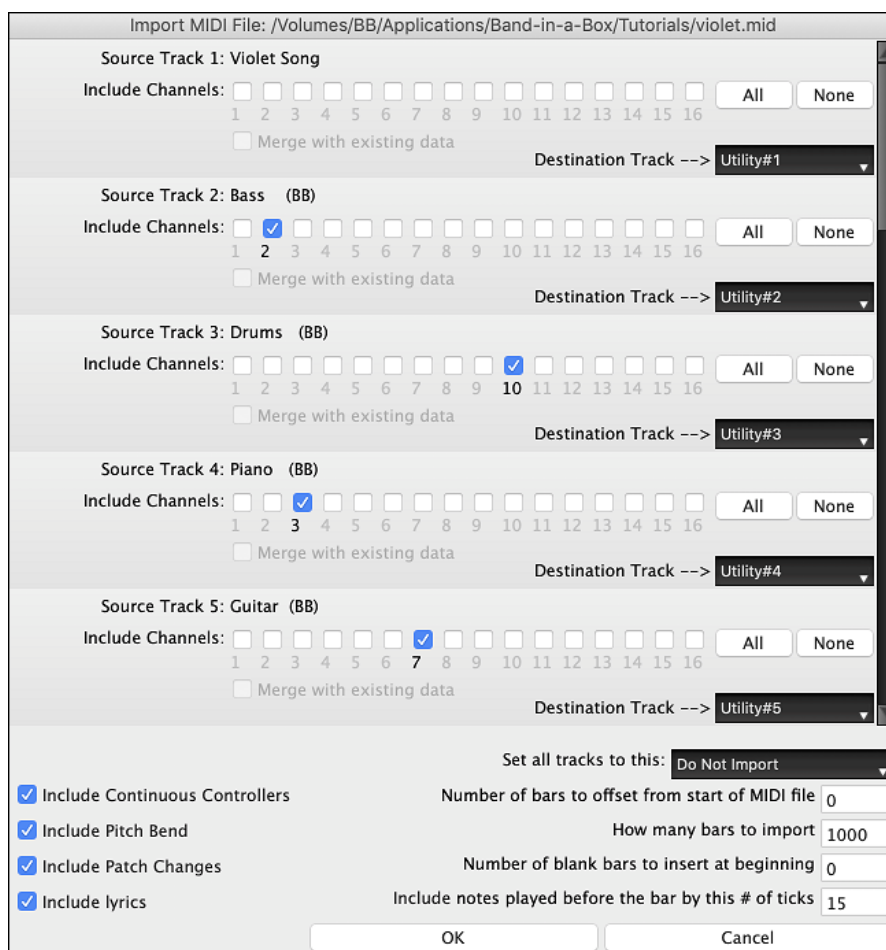 Import MIDI File: /Volumes/BB/Applications/Band-in-a-Box/Tutorials/violet.mid
Source Track 1: Violet Song
Include Channels:
All
None
1 2 3 4 5 6 7 8 9 10 11 12 13 14 15 16
Merge with existing data
Destination Track --> Utility#1
Source Track 2: Bass (BB)
Include Channels:
All
None
1 2 3 4 5 6 7 8 9 10 11 12 13 14 15 16
Merge with existing data
Destination Track --> Utility#2
Source Track 3: Drums (BB)
Include Channels:
All
None
1 2 3 4 5 6 7 8 9 10 11 12 13 14 15 16
Merge with existing data
Destination Track --> Utility#3
Source Track 4: Piano (BB)
Include Channels:
All
None
1 2 3 4 5 6 7 8 9 10 11 12 13 14 15 16
Merge with existing data
Destination Track --> Utility#4
Source Track 5: Guitar (BB)
Include Channels:
All
None
1 2 3 4 5 6 7 8 9 10 11 12 13 14 15 16
Merge with existing data
Destination Track --> Utility#5
Set all tracks to this: Do Not Import
Include Continuous Controllers
Number of bars to offset from start of MIDI file 0
Include Pitch Bend
How many bars to import 1000
Include Patch Changes
Number of blank bars to insert at beginning 0
Include lyrics
Include notes played before the bar by this # of ticks 15
OK
Cancel